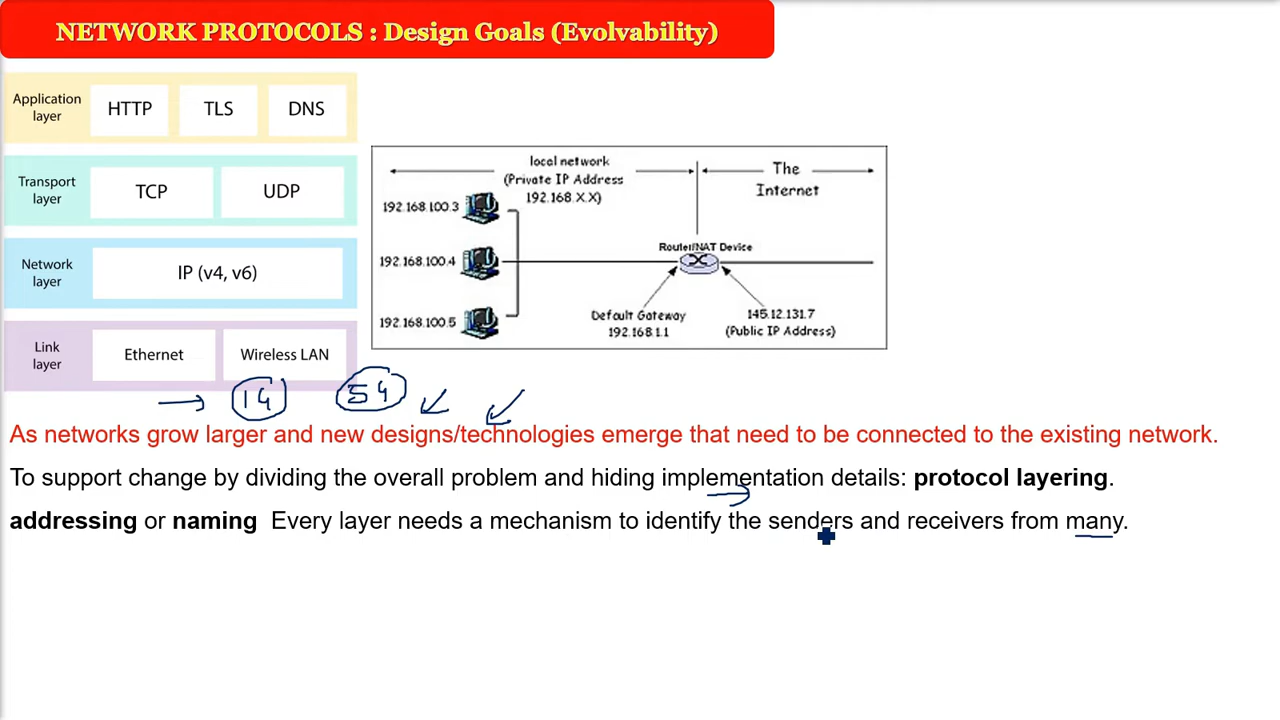 NETWORK PROTOCOLS : Design Goals (Evolvability)
Application layer
HTTP
TLS
DNS
Transport layer
TCP
UDP
Network layer
IP (v4, v6)
Link layer
Ethernet
Wireless LAN
local network
(Private IP Address
192.168.X.X)
The
Internet
192.168.100.3
192.168.100.4
192.168.100.5
Router/NAT Device
Default Gateway
192.168.1.1
145.12.131.7
(Public IP Address)
14 54
As networks grow larger and new designs/technologies emerge that need to be connected to the existing network.
To support change by dividing the overall problem and hiding implementation details: protocol layering.
addressing or naming Every layer needs a mechanism to identify the senders and receivers from many.